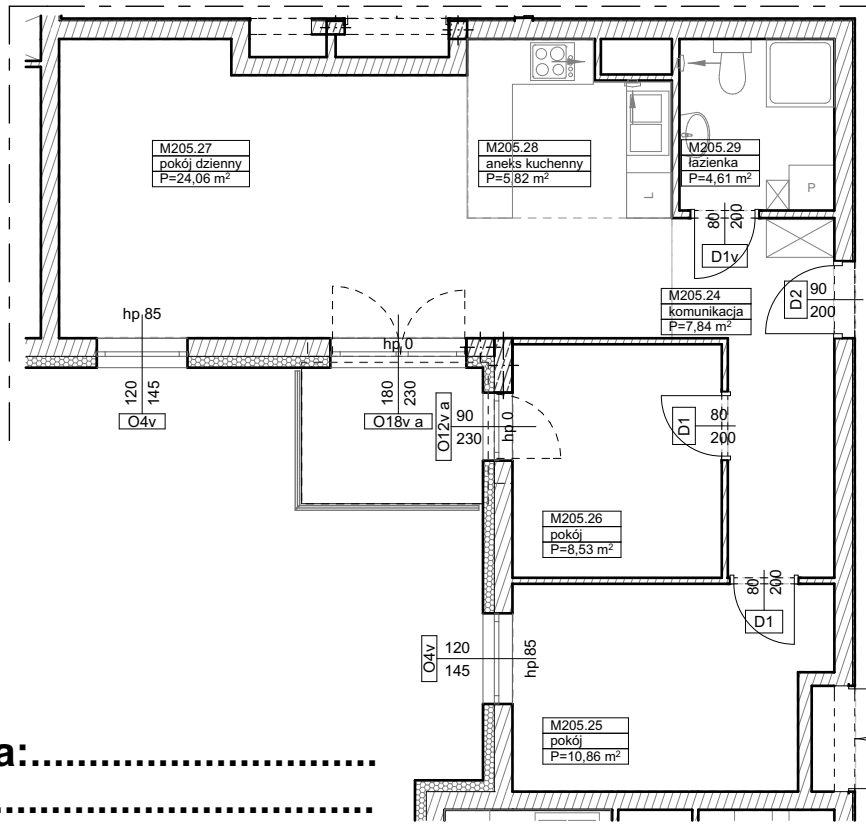 M205.27
pokój dzienny
P=24,06 m²
M205.28
aneks kuchenny
P=5,82 m²
M205.29
łazienka
P=4,61 m²
L
P
80
200
D1v
M205.24
komunikacja
P=7,84 m²
D2
90
200
hp 85
120
145
O4v
hp 0
180
230
O18v a
O12v a
90
230
hp 0
D1
80
200
M205.26
pokój
P=8,53 m²
80
200
D1
O4v
120
145
hp 85
M205.25
pokój
P=10,86 m²
a:..............................
..................................